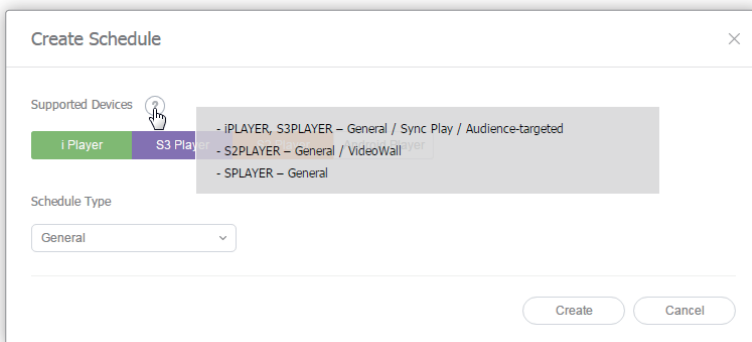 Create Schedule
Supported Devices ?
- iPLAYER, S3PLAYER – General / Sync Play / Audience-targeted
i Player S3 Player
- S2PLAYER – General / VideoWall
- SPLAYER – General
Schedule Type
General
Create Cancel